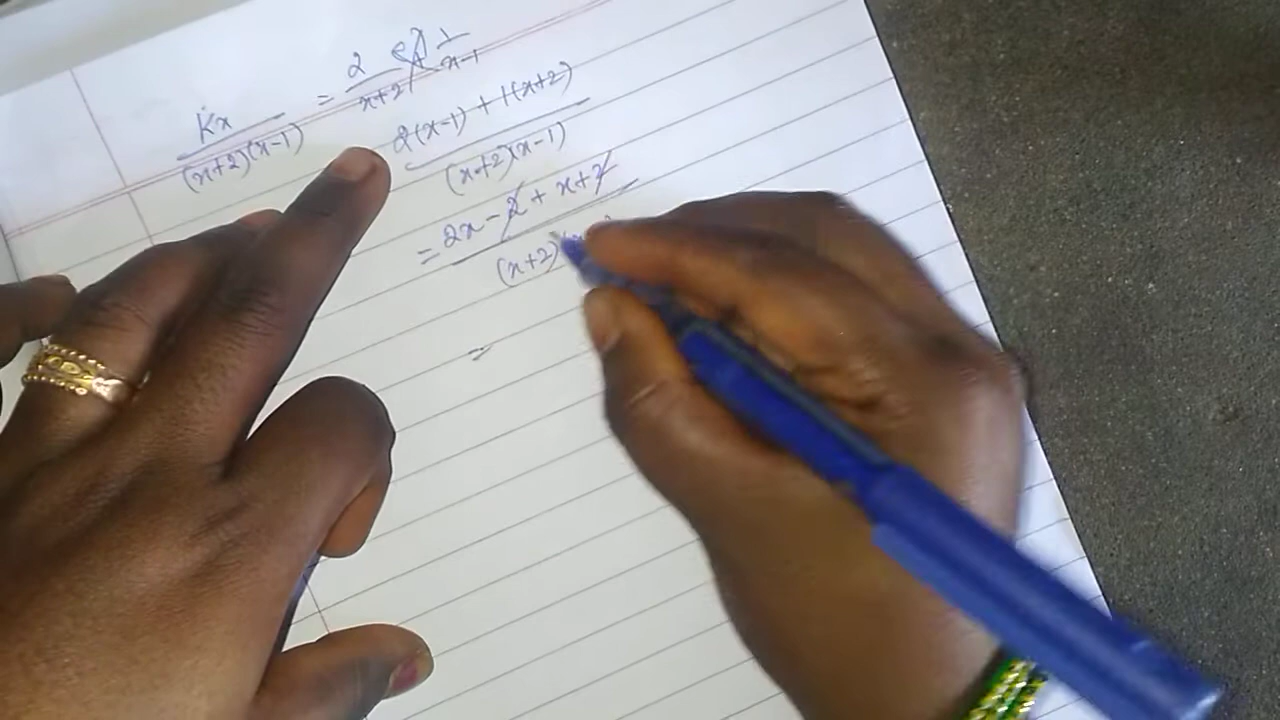 Kx / (x+2)(x-1) = 2 / x+2 1 / x-1
2(x-1) + 1(x+2) / (x+2)(x-1)
= 2x - 2 + x + 2 / (x+2)
=